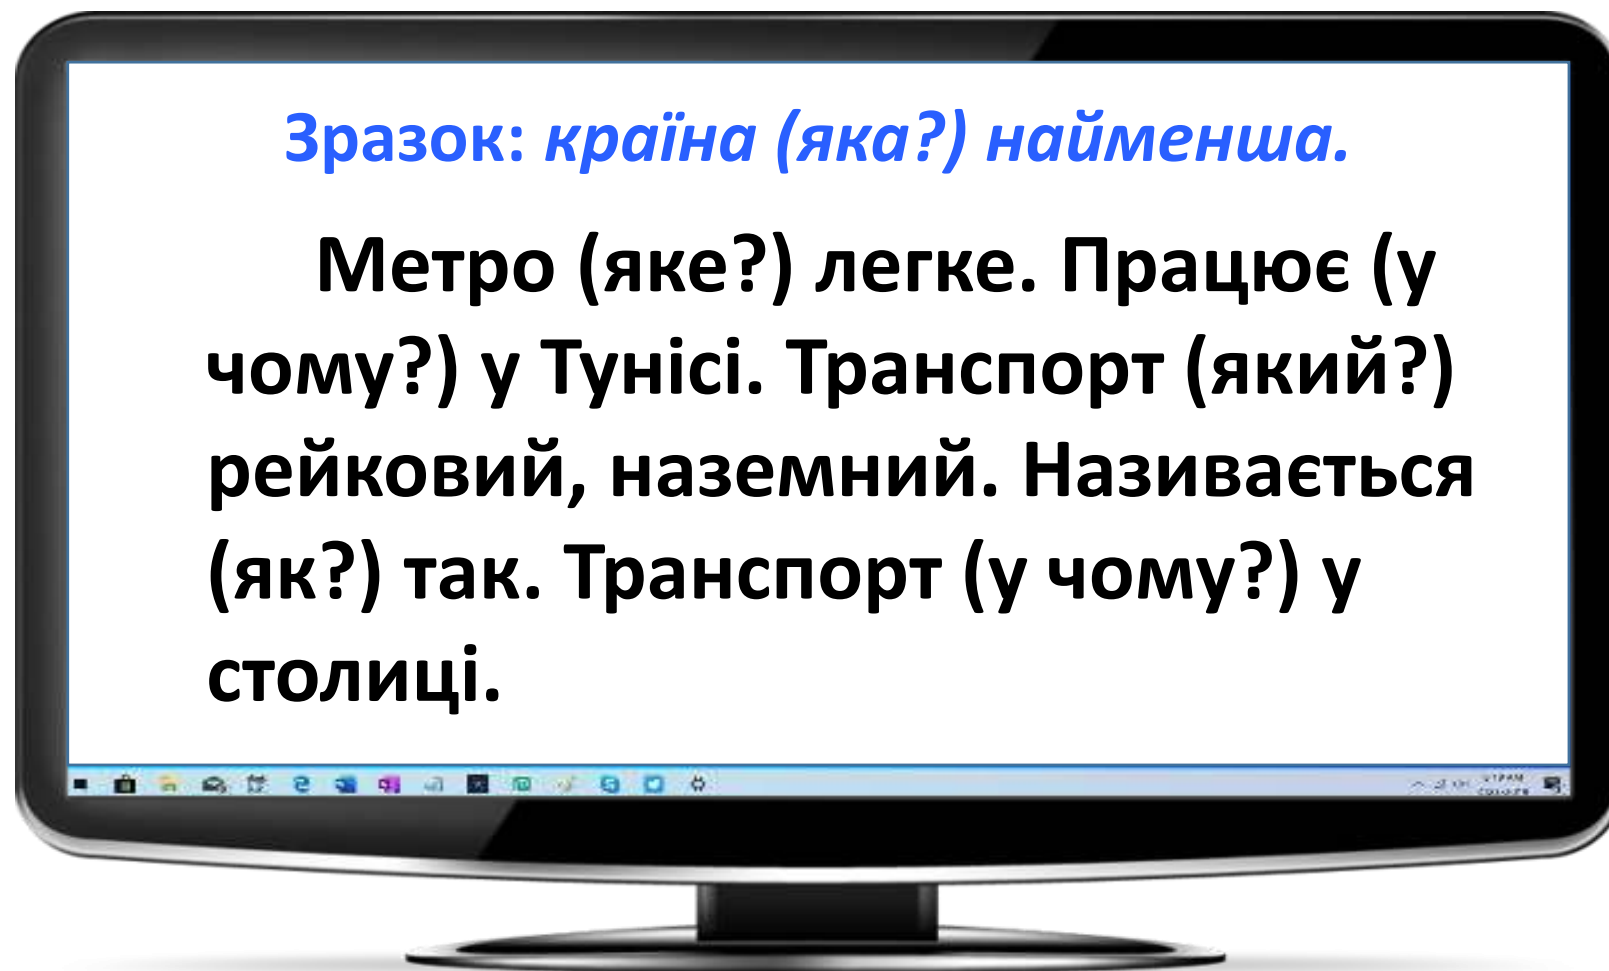 Зразок: країна (яка?) найменша.
Метро (яке?) легке. Працює (у
чому?) у Тунісі. Транспорт (який?)
рейковий, наземний. Називається
(як?) так. Транспорт (у чому?) у
столиці.